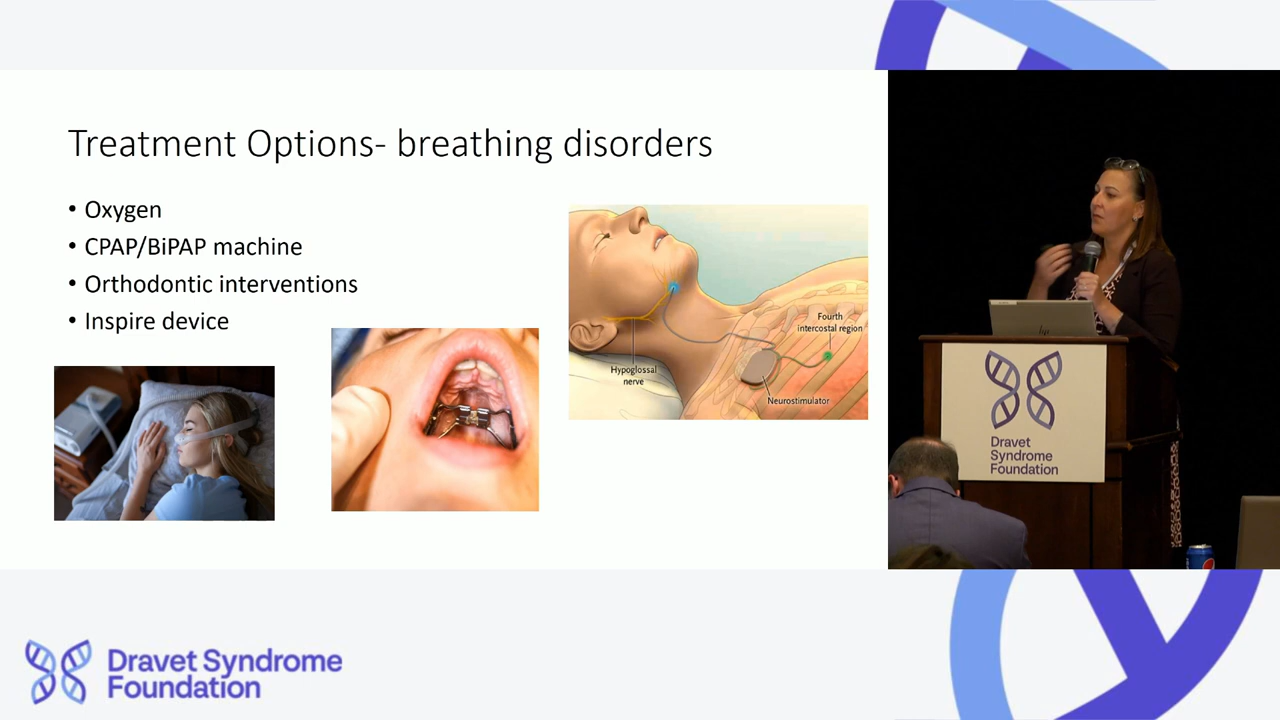 Treatment Options- breathing disorders
• Oxygen
• CPAP/BiPAP machine
• Orthodontic interventions
• Inspire device
Fourth
intercostal region
Hypoglossal
nerve
Neurostimulator
hp
Dravet
Syndrome
Foundation
Dravet Syndrome
Foundation